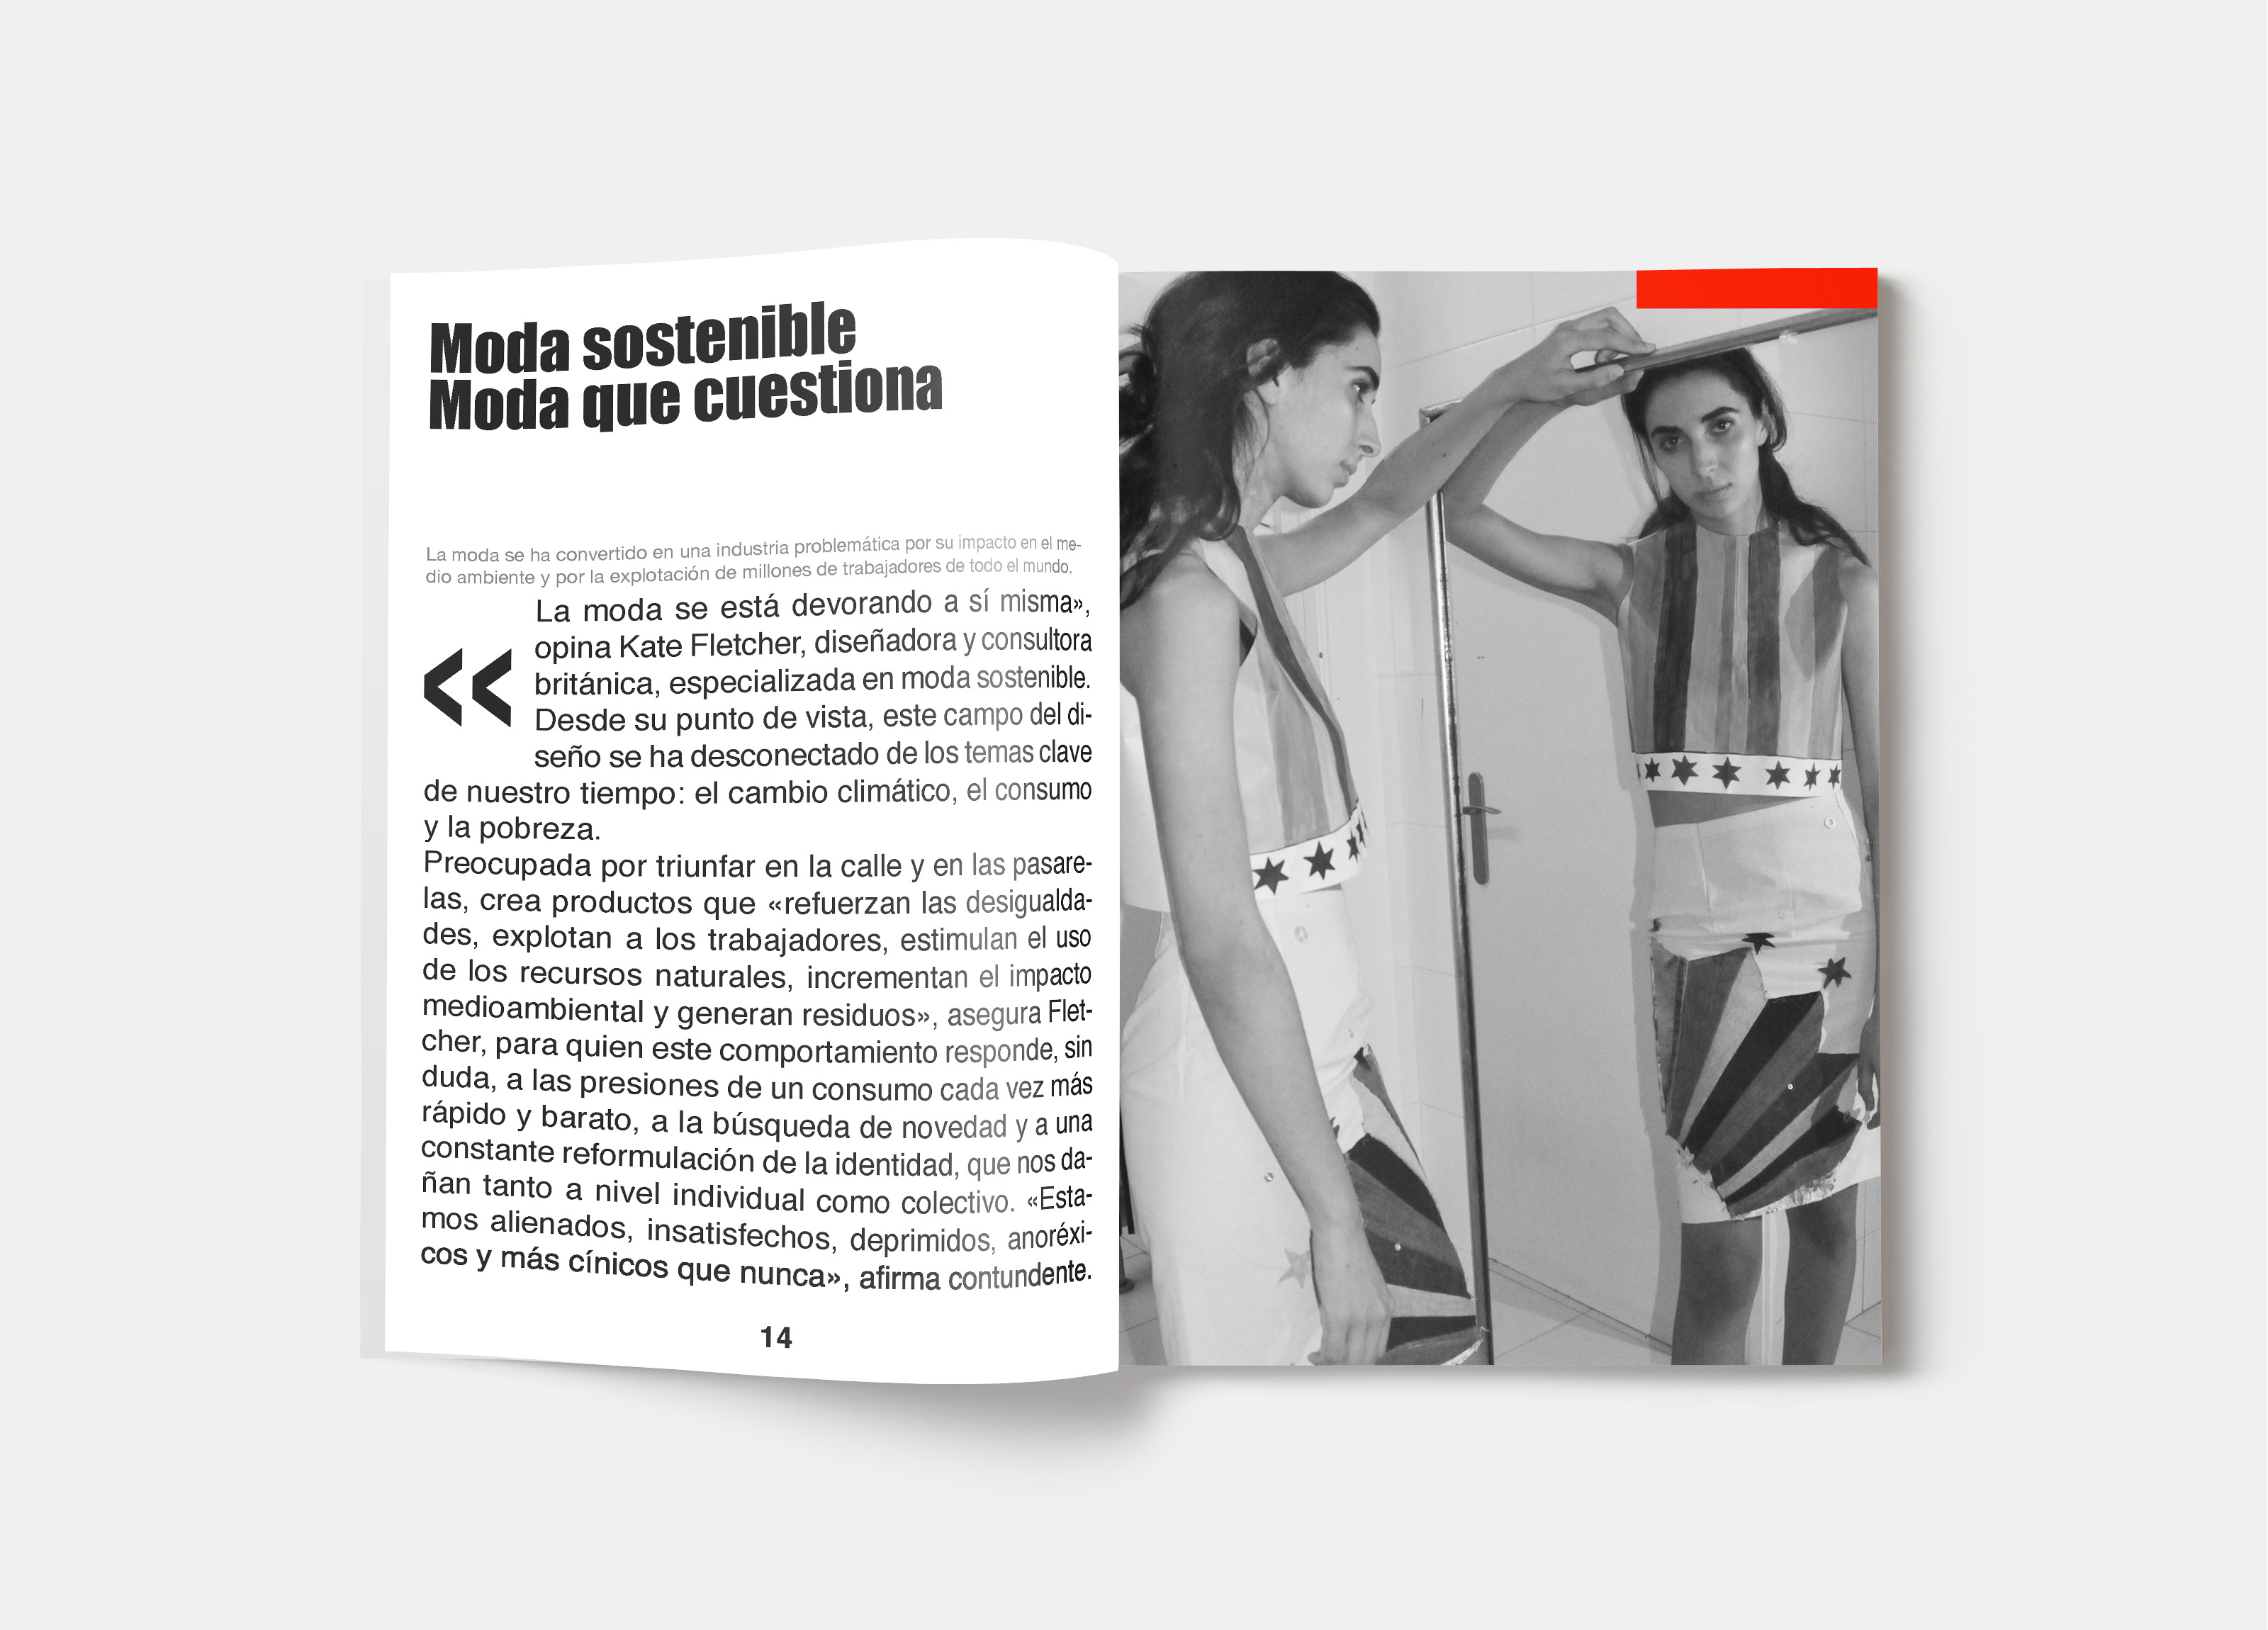 Moda sostenible
Moda que cuestiona
La moda se ha convertido en una industria problemática por su impacto en el me-
dio ambiente y por la explotación de millones de trabajadores de todo el mundo.
«
La moda se está devorando a sí misma»,
opina Kate Fletcher, diseñadora y consultora
británica, especializada en moda sostenible.
Desde su punto de vista, este campo del di-
seño se ha desconectado de los temas clave
de nuestro tiempo: el cambio climático, el consumo
y la pobreza.
Preocupada por triunfar en la calle y en las pasare-
las, crea productos que «refuerzan las desigualda-
des, explotan a los trabajadores, estimulan el uso
de los recursos naturales, incrementan el impacto
medioambiental y generan residuos», asegura Flet-
cher, para quien este comportamiento responde, sin
duda, a las presiones de un consumo cada vez más
rápido y barato, a la búsqueda de novedad y a una
constante reformulación de la identidad, que nos da-
ñan tanto a nivel individual como colectivo. «Esta-
mos alienados, insatisfechos, deprimidos, anoréxi-
cos y más cínicos que nunca», afirma contundente.
14